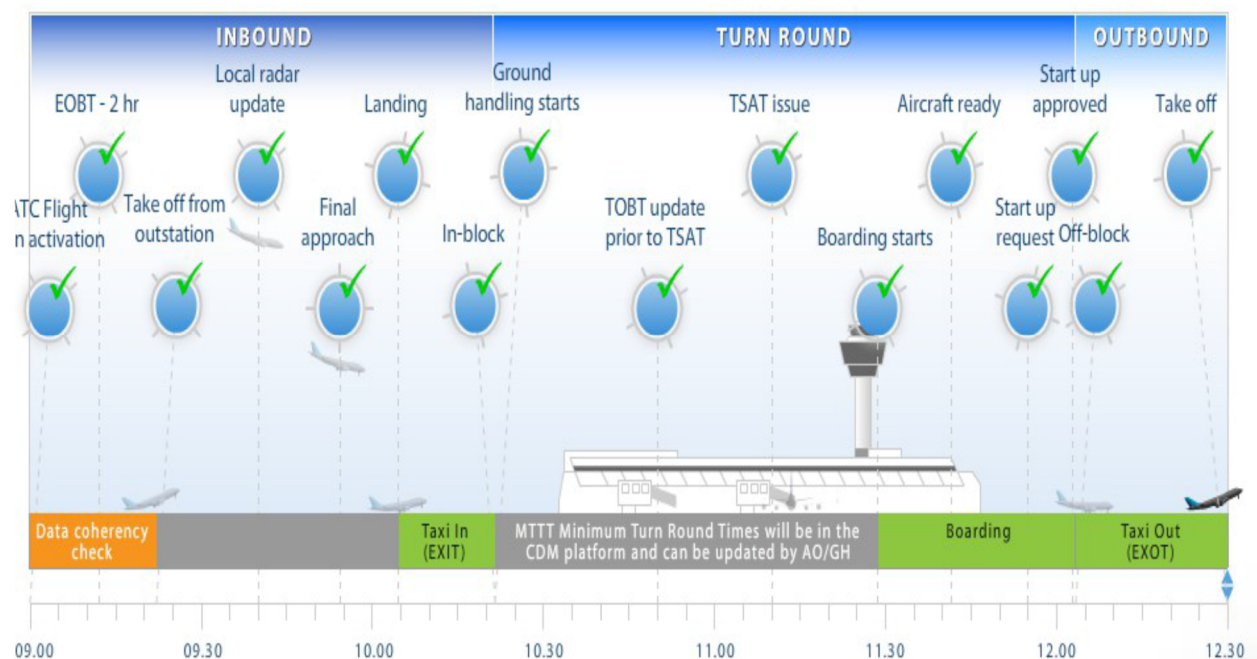 INBOUND
TURN ROUND
OUTBOUND
EOBT - 2 hr
Local radar
update
Landing
Ground
handling starts
TSAT issue
Aircraft ready
Start up
approved
Take off
ATC Flight
n activation
Take off from
outstation
Final
approach
In-block
TOBT update
prior to TSAT
Boarding starts
Start up
request
Off-block
Data coherency
check
Taxi In
(EXIT)
MTTT Minimum Turn Round Times will be in the
CDM platform and can be updated by AO/GH
Boarding
Taxi Out
(EXOT)
09.00 09.30 10.00 10.30 11.00 11.30 12.00 12.30